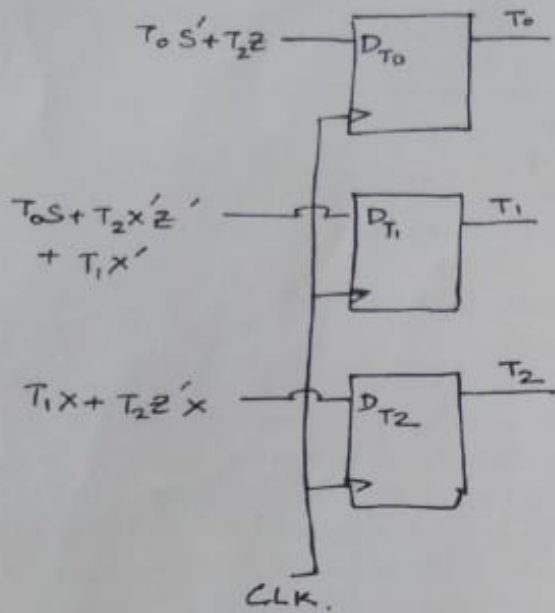 T₀S' + T₂Z
D_T₀
T₀
T₀S + T₂X'Z'
+ T₁X'
D_T₁
T₁
T₁X + T₂Z'X
D_T₂
T₂
CLK.